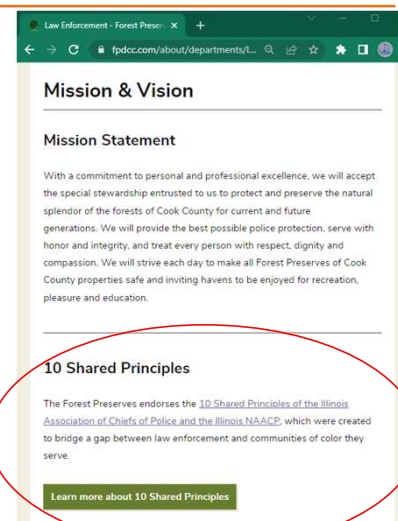 Law Enforcement - Forest Preser
fpdcc.com/about/departments/l...
Mission & Vision
Mission Statement
With a commitment to personal and professional excellence, we will accept
the special stewardship entrusted to us to protect and preserve the natural
splendor of the forests of Cook County for current and future
generations. We will provide the best possible police protection, serve with
honor and integrity, and treat every person with respect, dignity and
compassion. We will strive each day to make all Forest Preserves of Cook
County properties safe and inviting havens to be enjoyed for recreation,
pleasure and education.
10 Shared Principles
The Forest Preserves endorses the 10 Shared Principles of the Illinois
Association of Chiefs of Police and the Illinois NAACP, which were created
to bridge a gap between law enforcement and communities of color they
serve.
Learn more about 10 Shared Principles